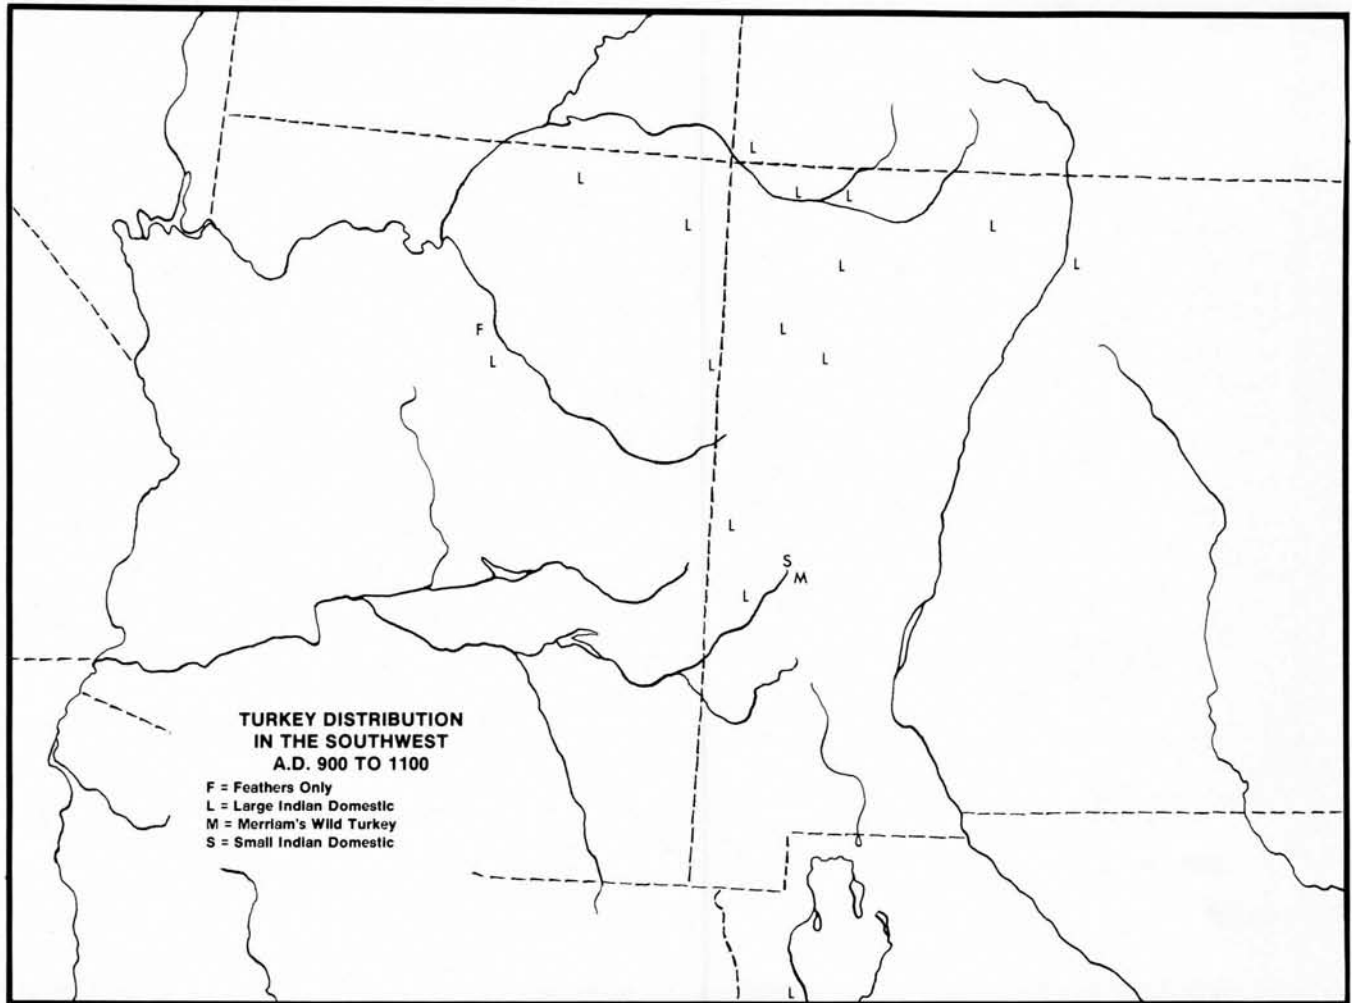 L
L
L
L
L
L
L
L
L
F
L
L
L
L
L
S
M
L
TURKEY DISTRIBUTION
IN THE SOUTHWEST
A.D. 900 TO 1100
F = Feathers Only
L = Large Indian Domestic
M = Merriam's Wild Turkey
S = Small Indian Domestic
L